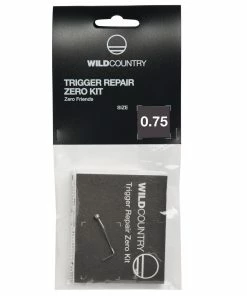 WILDCOUNTRY
TRIGGER REPAIR
ZERO KIT
Zero Friends
SIZE
0.75
WILDCOUNTRY
Trigger Repair Zero Kit